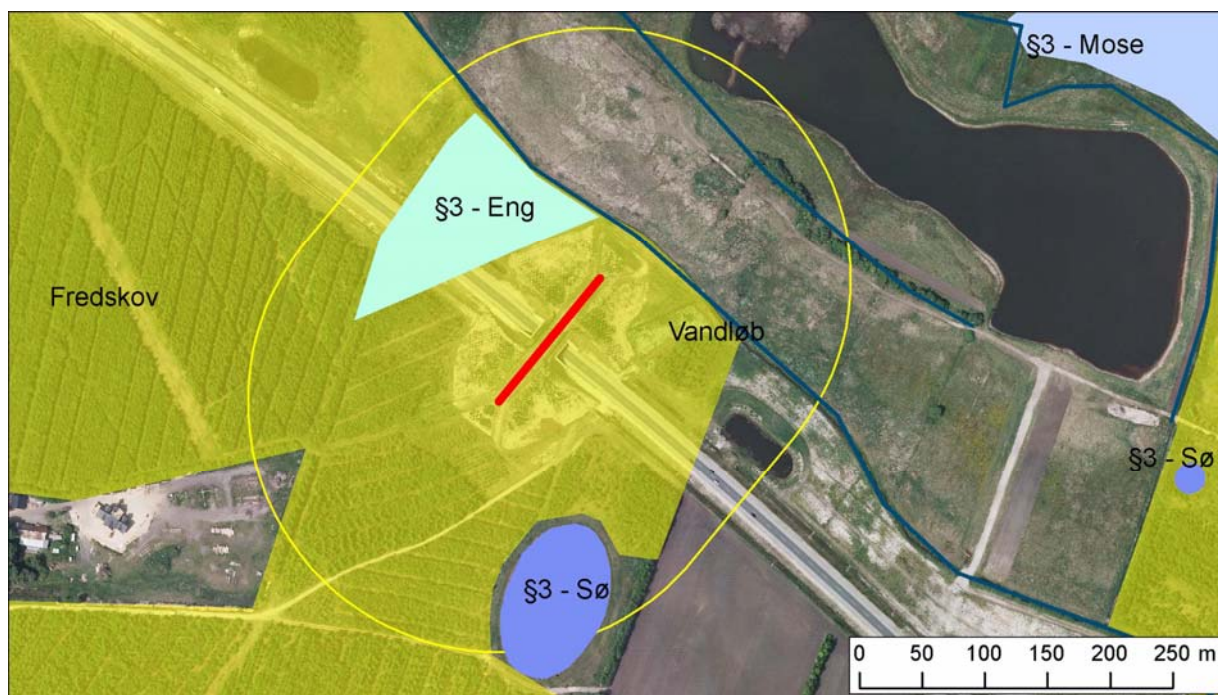 §3 - Mose
§3 - Eng
Fredskov
Vandløb
§3 - Sø
§3 - Sø
0 50 100 150 200 250 m